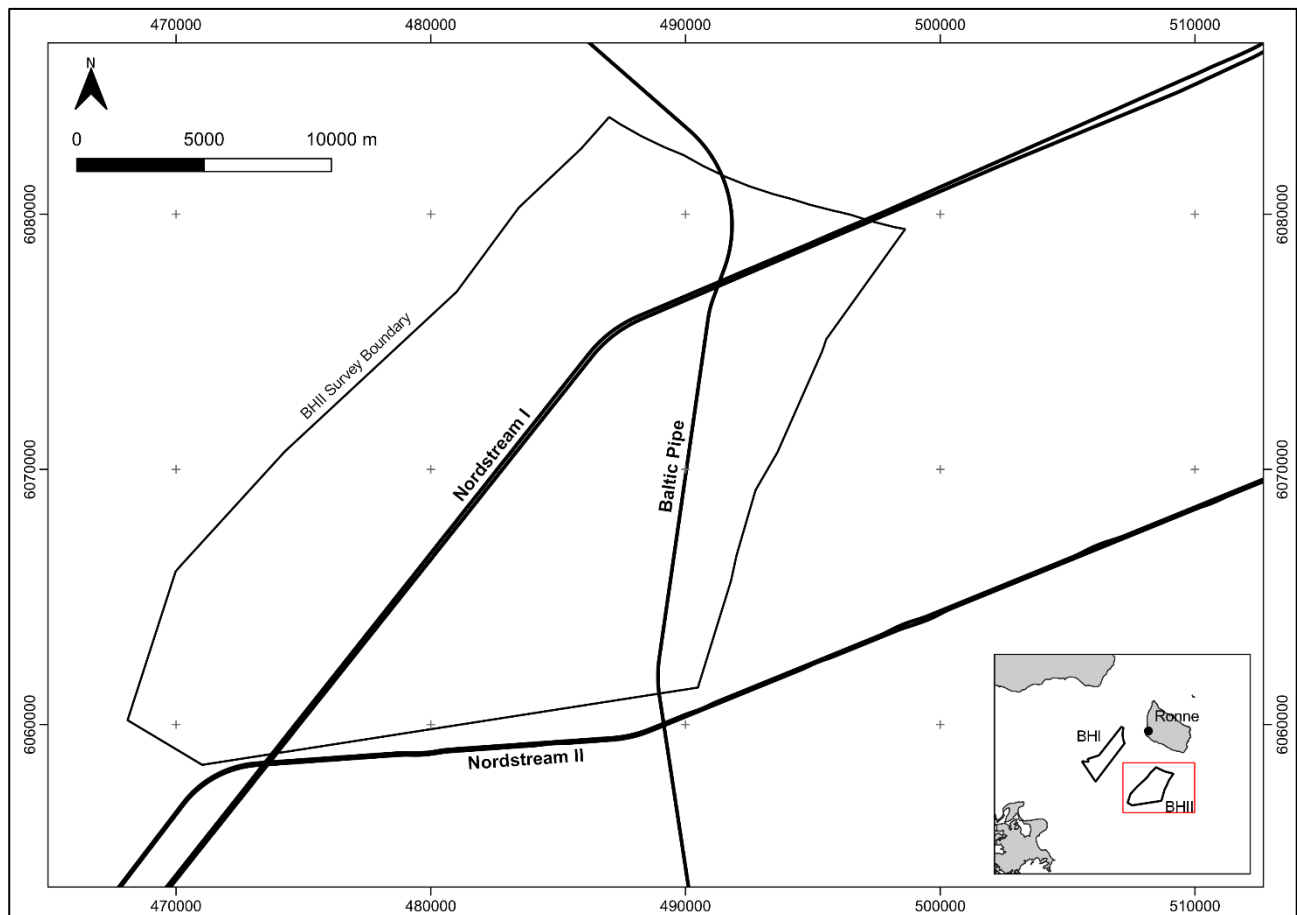 470000 480000 490000 500000 510000
N
0 5000 10000 m
6080000 6080000
BHII Survey Boundary
Nordstream I
Baltic Pipe
6070000 6070000
6060000 6060000
Nordstream II
Ronne
BHI
BHII
470000 480000 490000 500000 510000